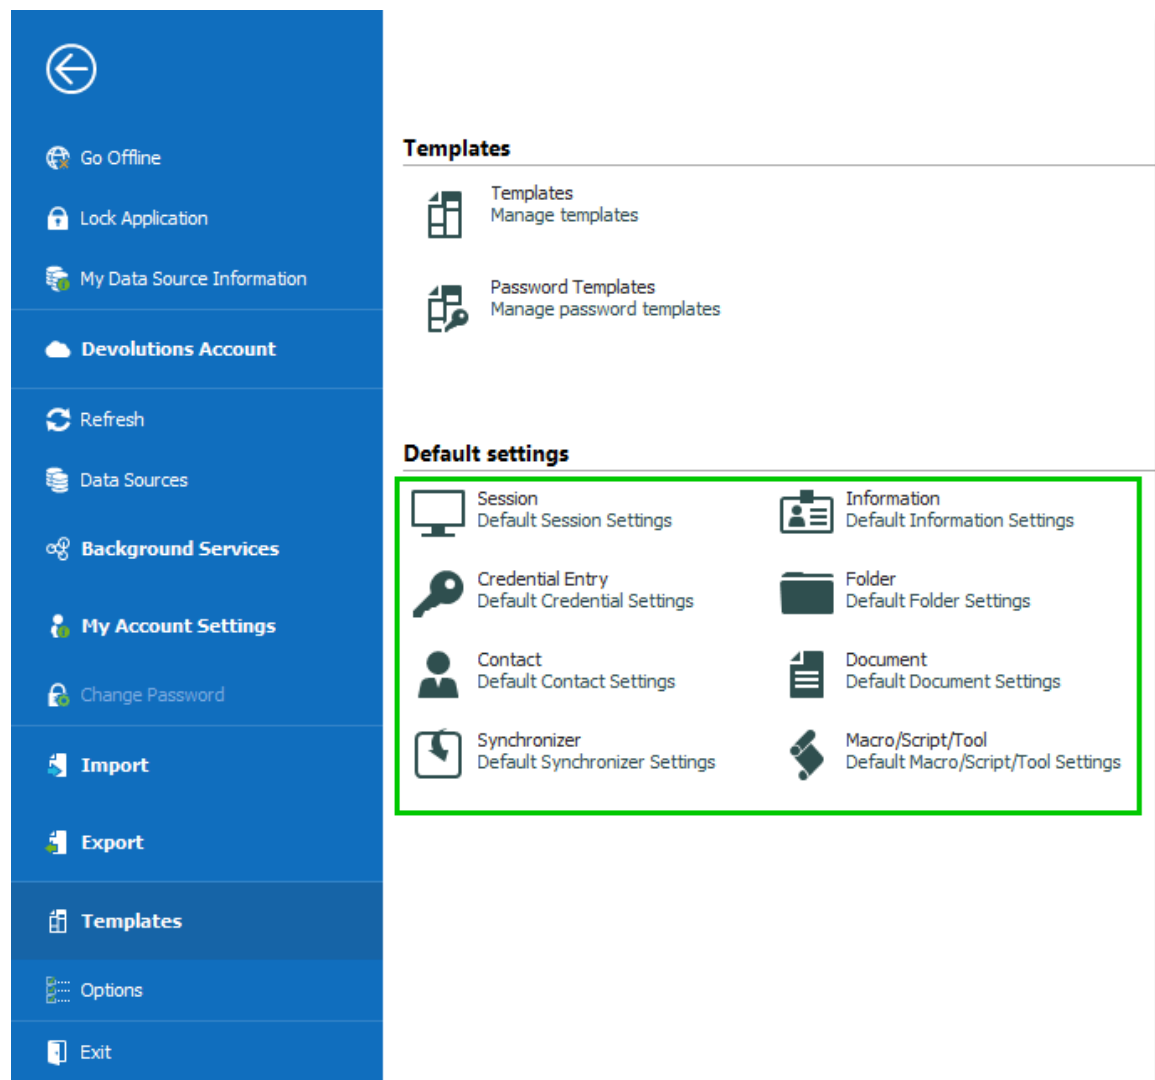 Go Offline
Lock Application
My Data Source Information
Devolutions Account
Refresh
Data Sources
Background Services
My Account Settings
Change Password
Import
Export
Templates
Options
Exit
Templates
Templates
Manage templates
Password Templates
Manage password templates
Default settings
Session
Default Session Settings
Information
Default Information Settings
Credential Entry
Default Credential Settings
Folder
Default Folder Settings
Contact
Default Contact Settings
Document
Default Document Settings
Synchronizer
Default Synchronizer Settings
Macro/Script/Tool
Default Macro/Script/Tool Settings